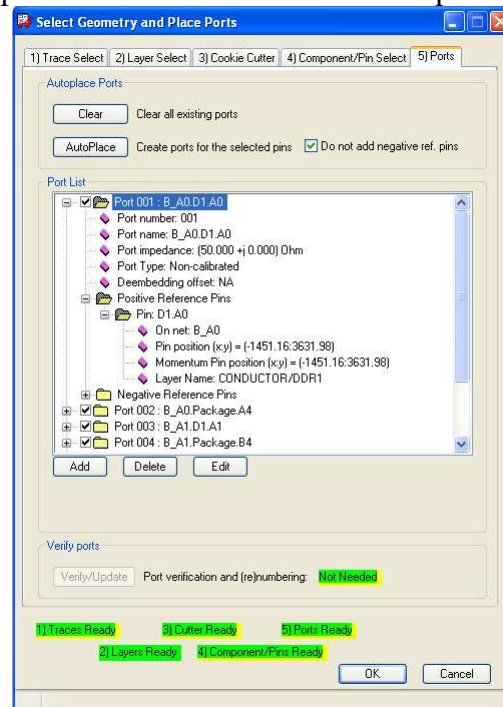 Select Geometry and Place Ports
1) Trace Select 2) Layer Select 3) Cookie Cutter 4) Component/Pin Select 5) Ports
Autoplace Ports
Clear Clear all existing ports
AutoPlace Create ports for the selected pins Do not add negative ref. pins
Port List
Port 001 : B_A0.D1.A0
Port number: 001
Port name: B_A0.D1.A0
Port impedance: (50.000 +j 0.000) Ohm
Port Type: Non-calibrated
Deembedding offset: NA
Positive Reference Pins
Pin: D1.A0
On net: B_A0
Pin position (x:y) = (-1451.16:3631.98)
Momentum Pin position (x:y) = (-1451.16:3631.98)
Layer Name: CONDUCTOR/DDR1
Negative Reference Pins
Port 002 : B_A0.Package.A4
Port 003 : B_A1.D1.A1
Port 004 : B_A1.Package.B4
Add Delete Edit
Verify ports
Verify/Update Port verification and (re)numbering: Not Needed
1) Traces Ready 3) Cutter Ready 5) Ports Ready
2) Layers Ready 4) Component/Pins Ready
OK Cancel